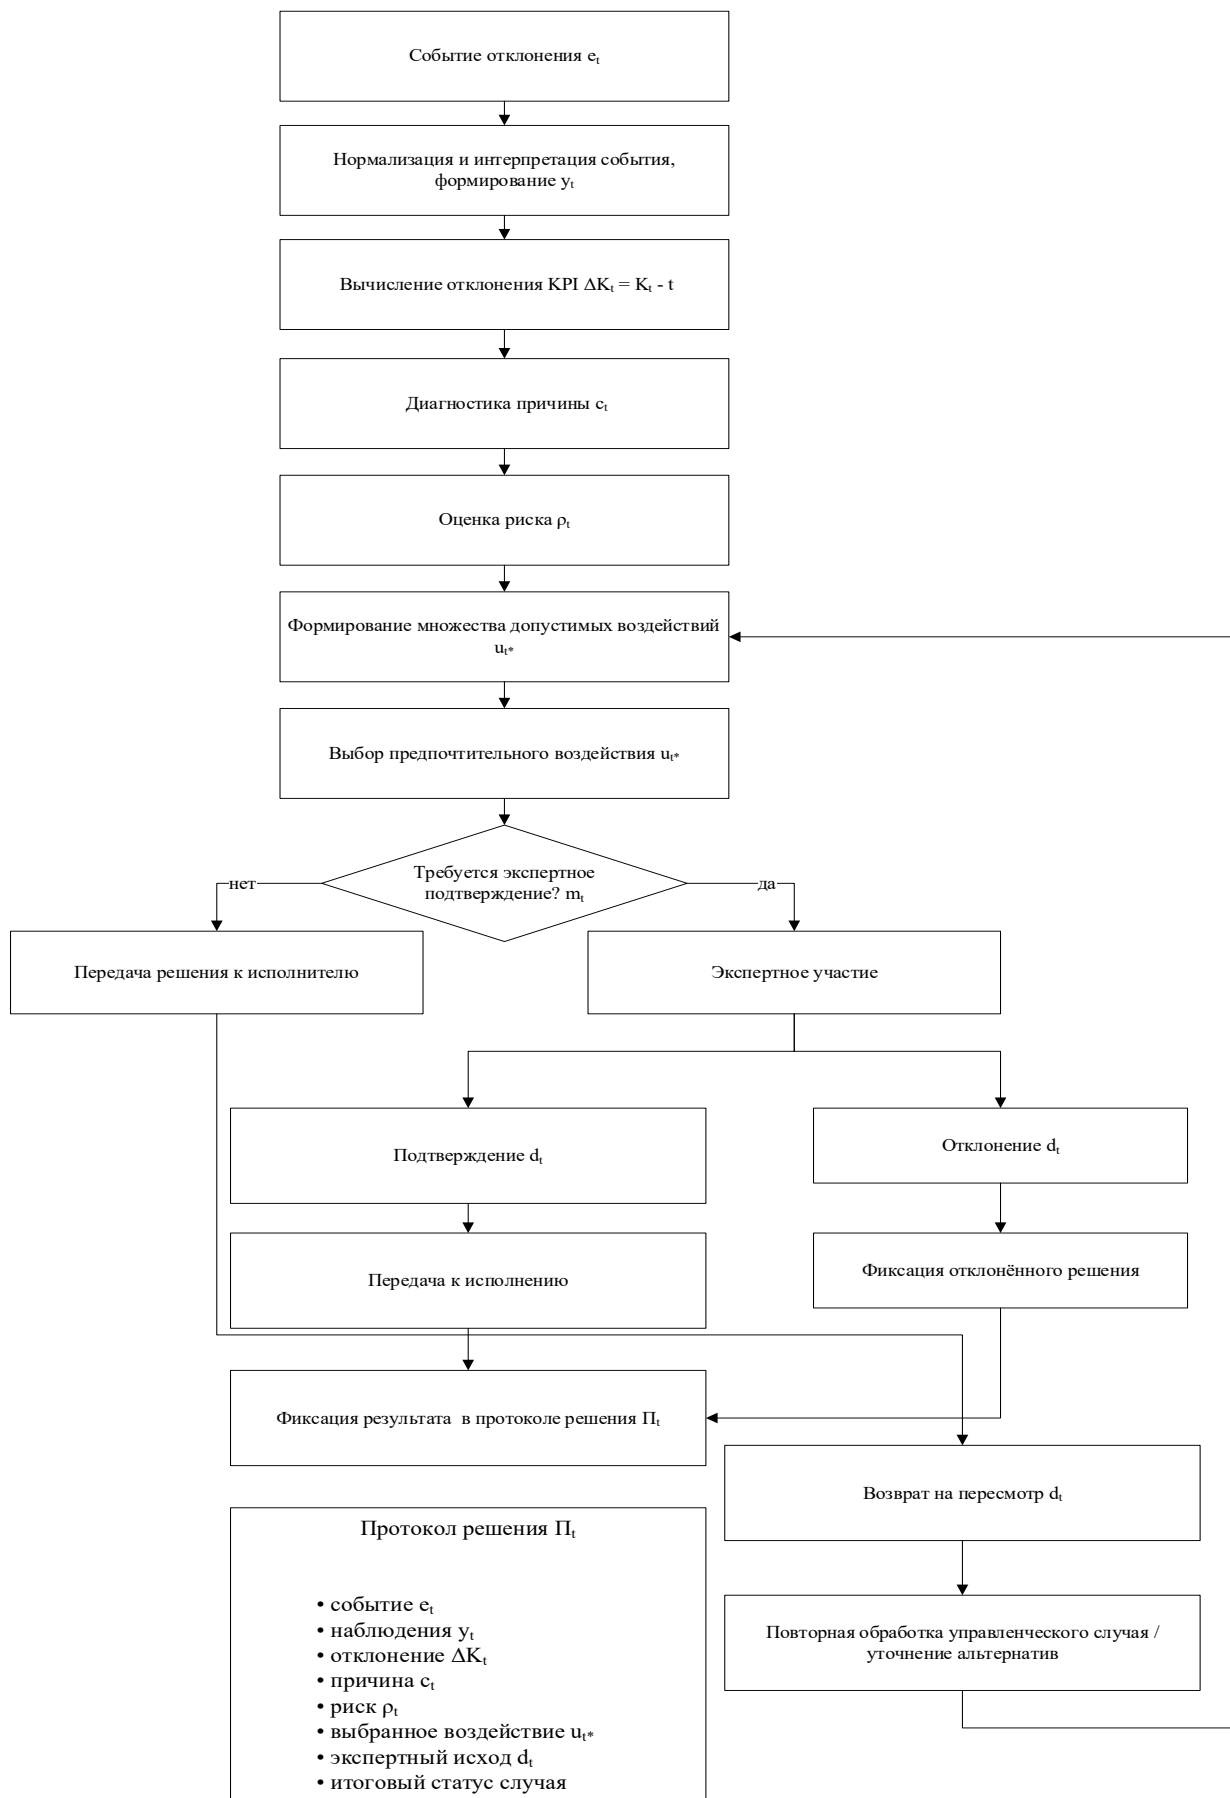 Событие отклонения eₜ
Нормализация и интерпретация события,
формирование yₜ
Вычисление отклонения KPI ΔKₜ = Kₜ - t
Диагностика причины cₜ
Оценка риска ρₜ
Формирование множества допустимых воздействий
uₜ*
Выбор предпочтительного воздействия uₜ*
Требуется экспертное
подтверждение? mₜ
нет
да
Передача решения к исполнителю
Экспертное участие
Подтверждение dₜ
Отклонение dₜ
Передача к исполнению
Фиксация отклонённого решения
Фиксация результата в протоколе решения Πₜ
Возврат на пересмотр dₜ
Повторная обработка управленческого случая /
уточнение альтернатив
Протокол решения Πₜ
• событие eₜ
• наблюдения yₜ
• отклонение ΔKₜ
• причина cₜ
• риск ρₜ
• выбранное воздействие uₜ*
• экспертный исход dₜ
• итоговый статус случая